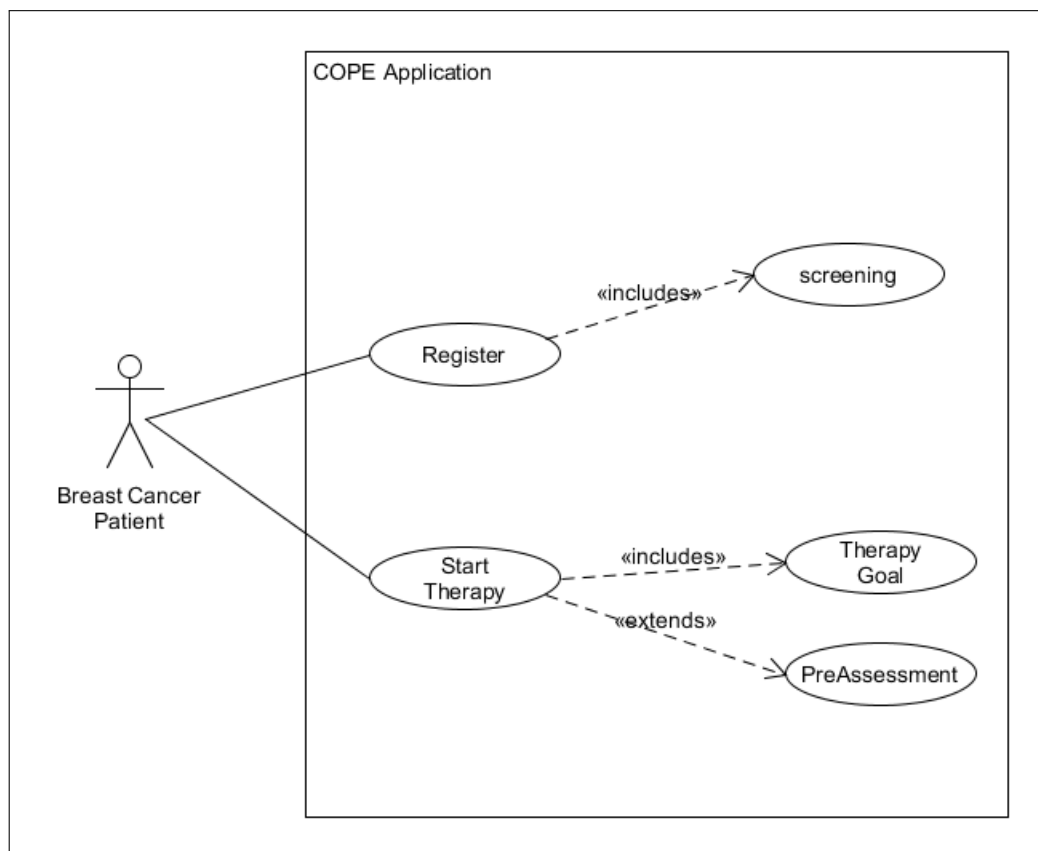 COPE Application
screening
«includes»
Register
Breast Cancer
Patient
Start
Therapy
«includes»
Therapy
Goal
«extends»
PreAssessment